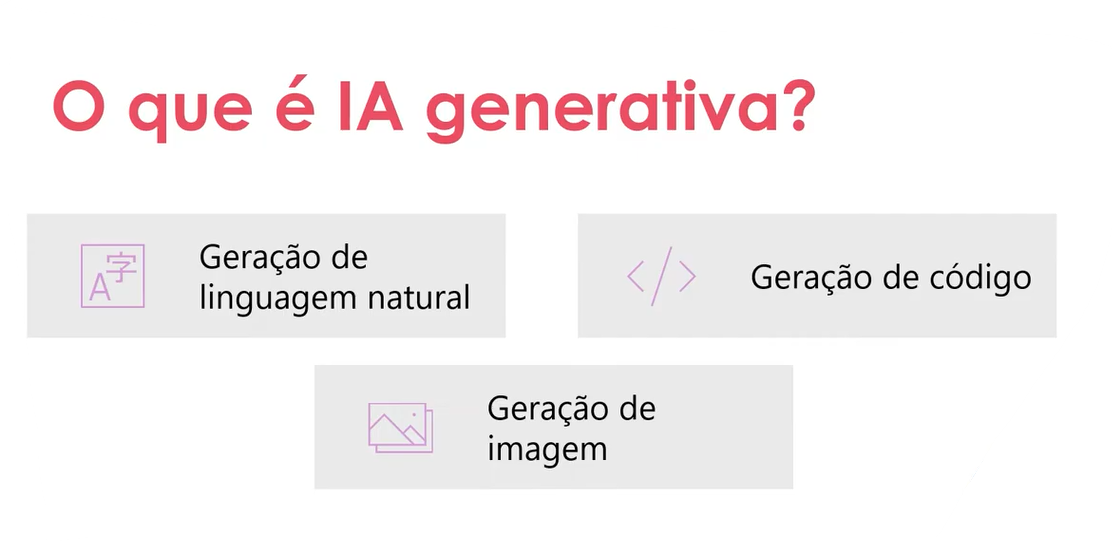 O que é IA generativa?
A字
Geração de
linguagem natural
</>
Geração de código
Geração de
imagem